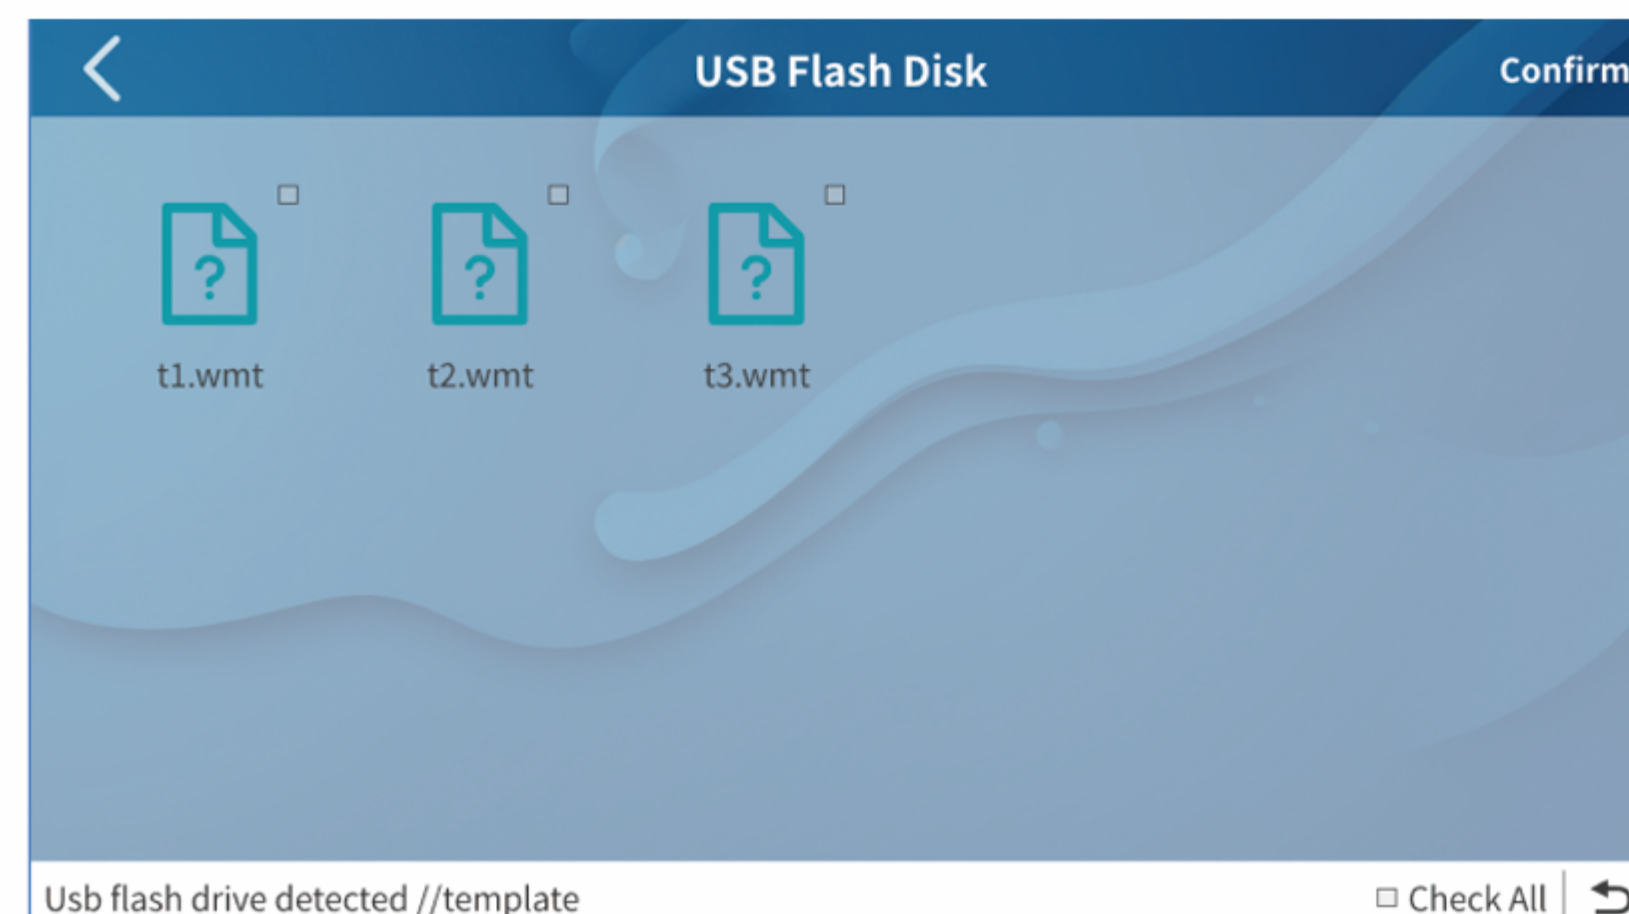 USB Flash Disk
Confirm
? ? ?
t1.wmt t2.wmt t3.wmt
Usb flash drive detected //template
Check All